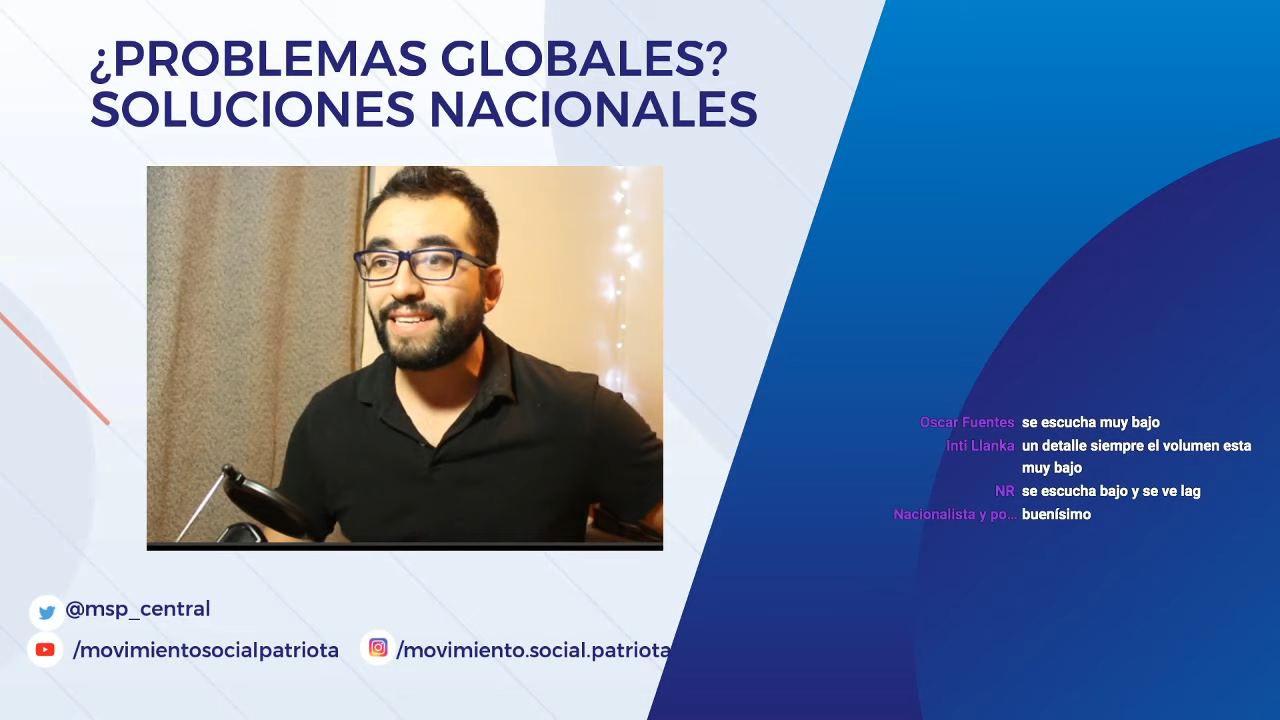 ¿PROBLEMAS GLOBALES?
SOLUCIONES NACIONALES
Oscar Fuentes se escucha muy bajo
Inti Llanka un detalle siempre el volumen esta
muy bajo
NR se escucha bajo y se ve lag
Nacionalista y po... buenísimo
@msp_central
/movimientosocialpatriota /movimiento.social.patriota